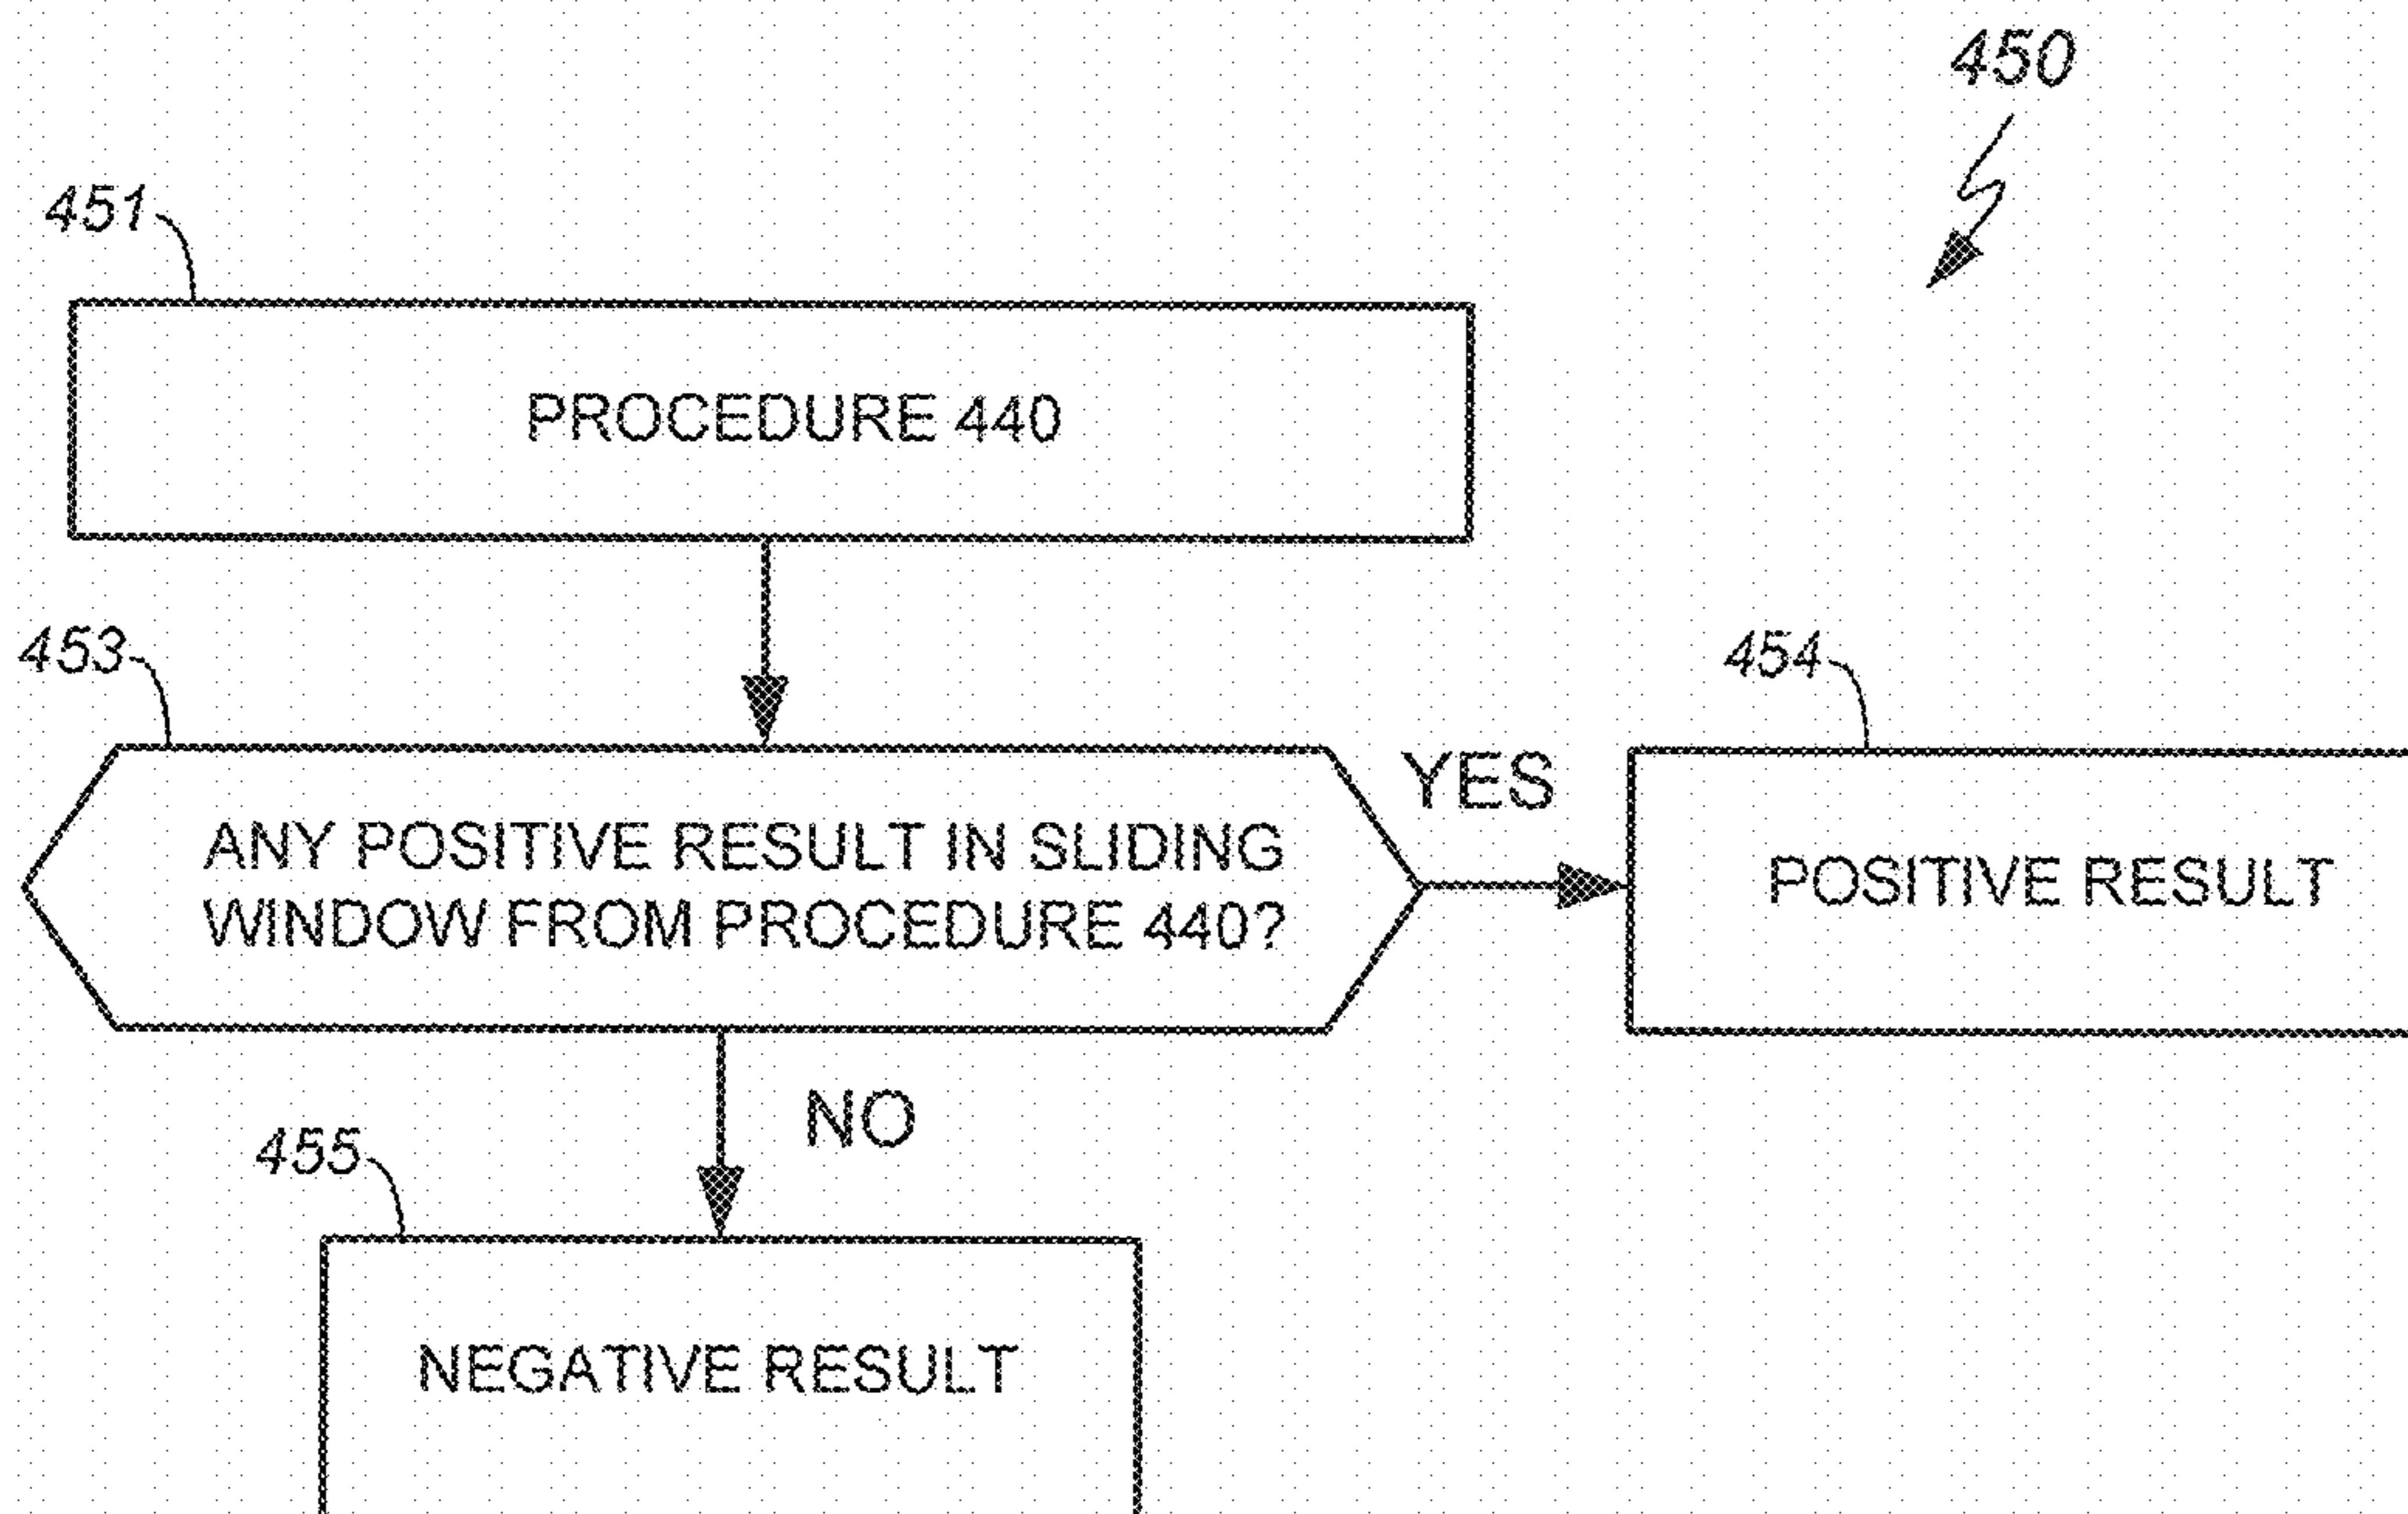 450
451
PROCEDURE 440
453
454
ANY POSITIVE RESULT IN SLIDING
WINDOW FROM PROCEDURE 440?
YES
POSITIVE RESULT
NO
455
NEGATIVE RESULT